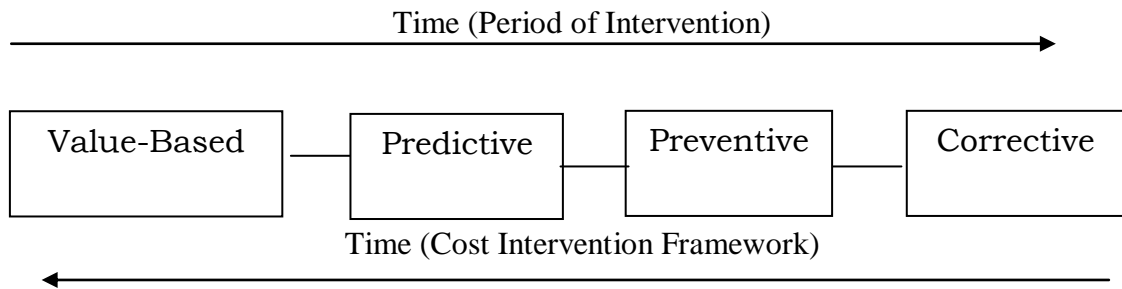 Time (Period of Intervention)
Value-Based
Predictive
Preventive
Corrective
Time (Cost Intervention Framework)